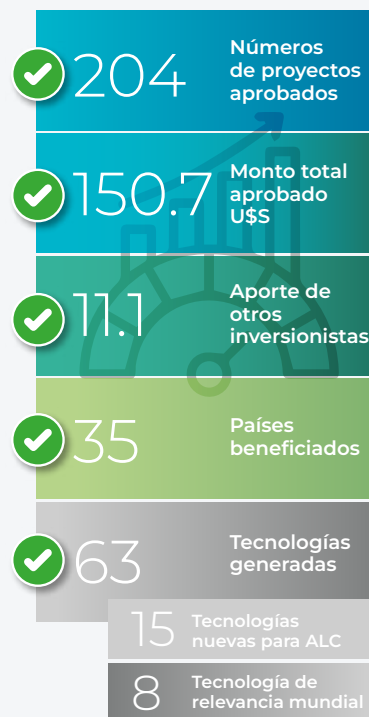 204
Números
de proyectos
aprobados
150.7
Monto total
aprobado
U$S
11.1
Aporte de
otros
inversionistas
35
Países
beneficiados
63
Tecnologías
generadas
15
Tecnologías
nuevas para ALC
8
Tecnología de
relevancia mundial